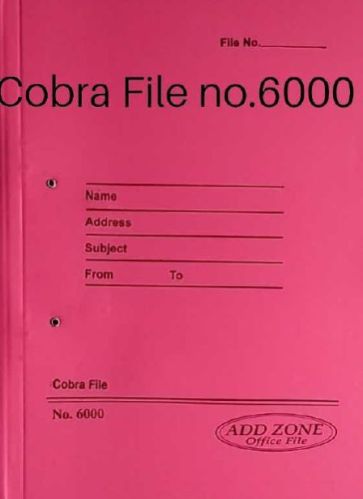 File No.
Cobra File no.6000
Name
Address
Subject
From To
Cobra File
No. 6000
ADD ZONE
Office File